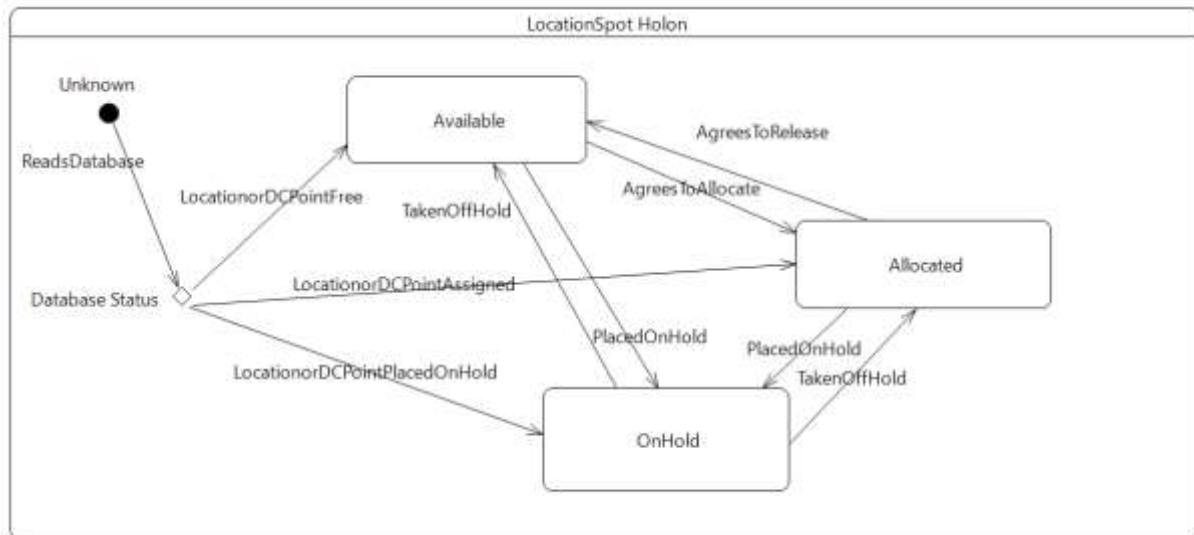 LocationSpot Holon
Unknown
Available
AgreesToRelease
ReadsDatabase
LocationorDCPointFree
AgreesToAllocate
TakenOffHold
Allocated
LocationorDCPointAssigned
Database Status
PlacedOnHold
PlacedOnHold
LocationorDCPointPlacedOnHold
TakenOffHold
OnHold